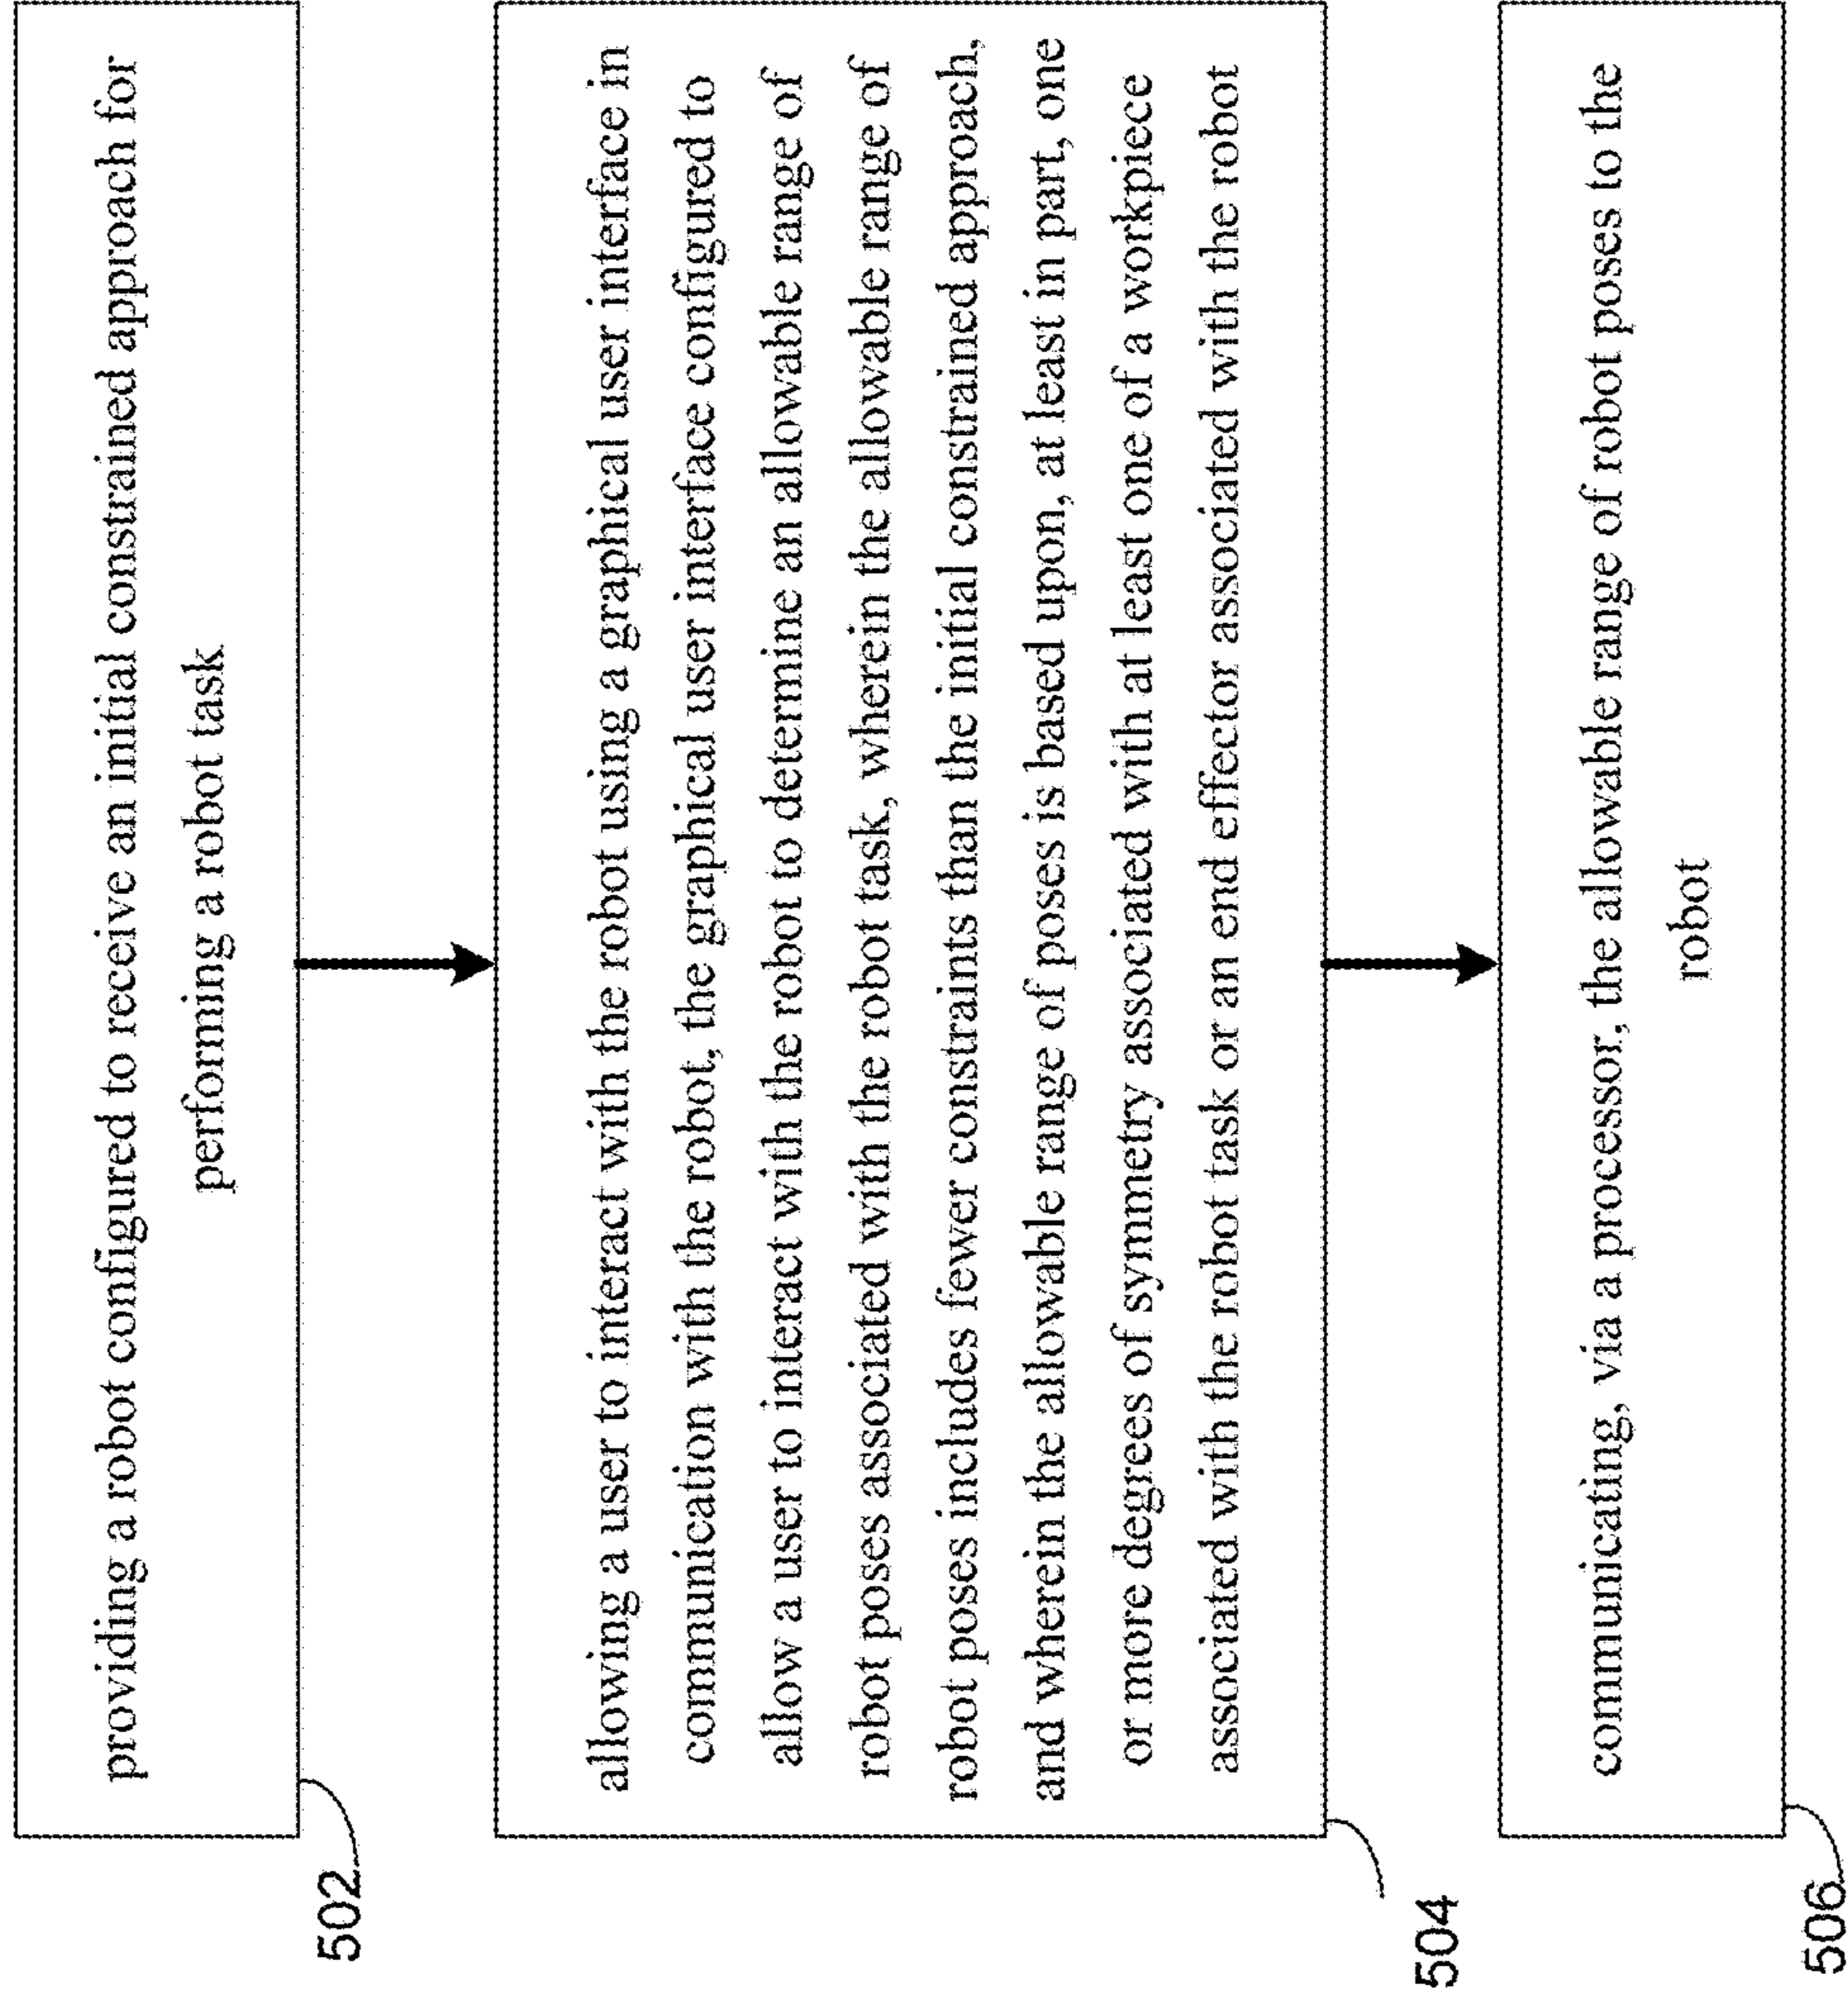 providing a robot configured to receive an initial constrained approach for
performing a robot task
502
allowing a user to interact with the robot using a graphical user interface in
communication with the robot, the graphical user interface configured to
allow a user to interact with the robot to determine an allowable range of
robot poses associated with the robot task, wherein the allowable range of
robot poses includes fewer constraints than the initial constrained approach,
and wherein the allowable range of poses is based upon, at least in part, one
or more degrees of symmetry associated with at least one of a workpiece
associated with the robot task or an end effector associated with the robot
504
communicating, via a processor, the allowable range of robot poses to the
robot
506